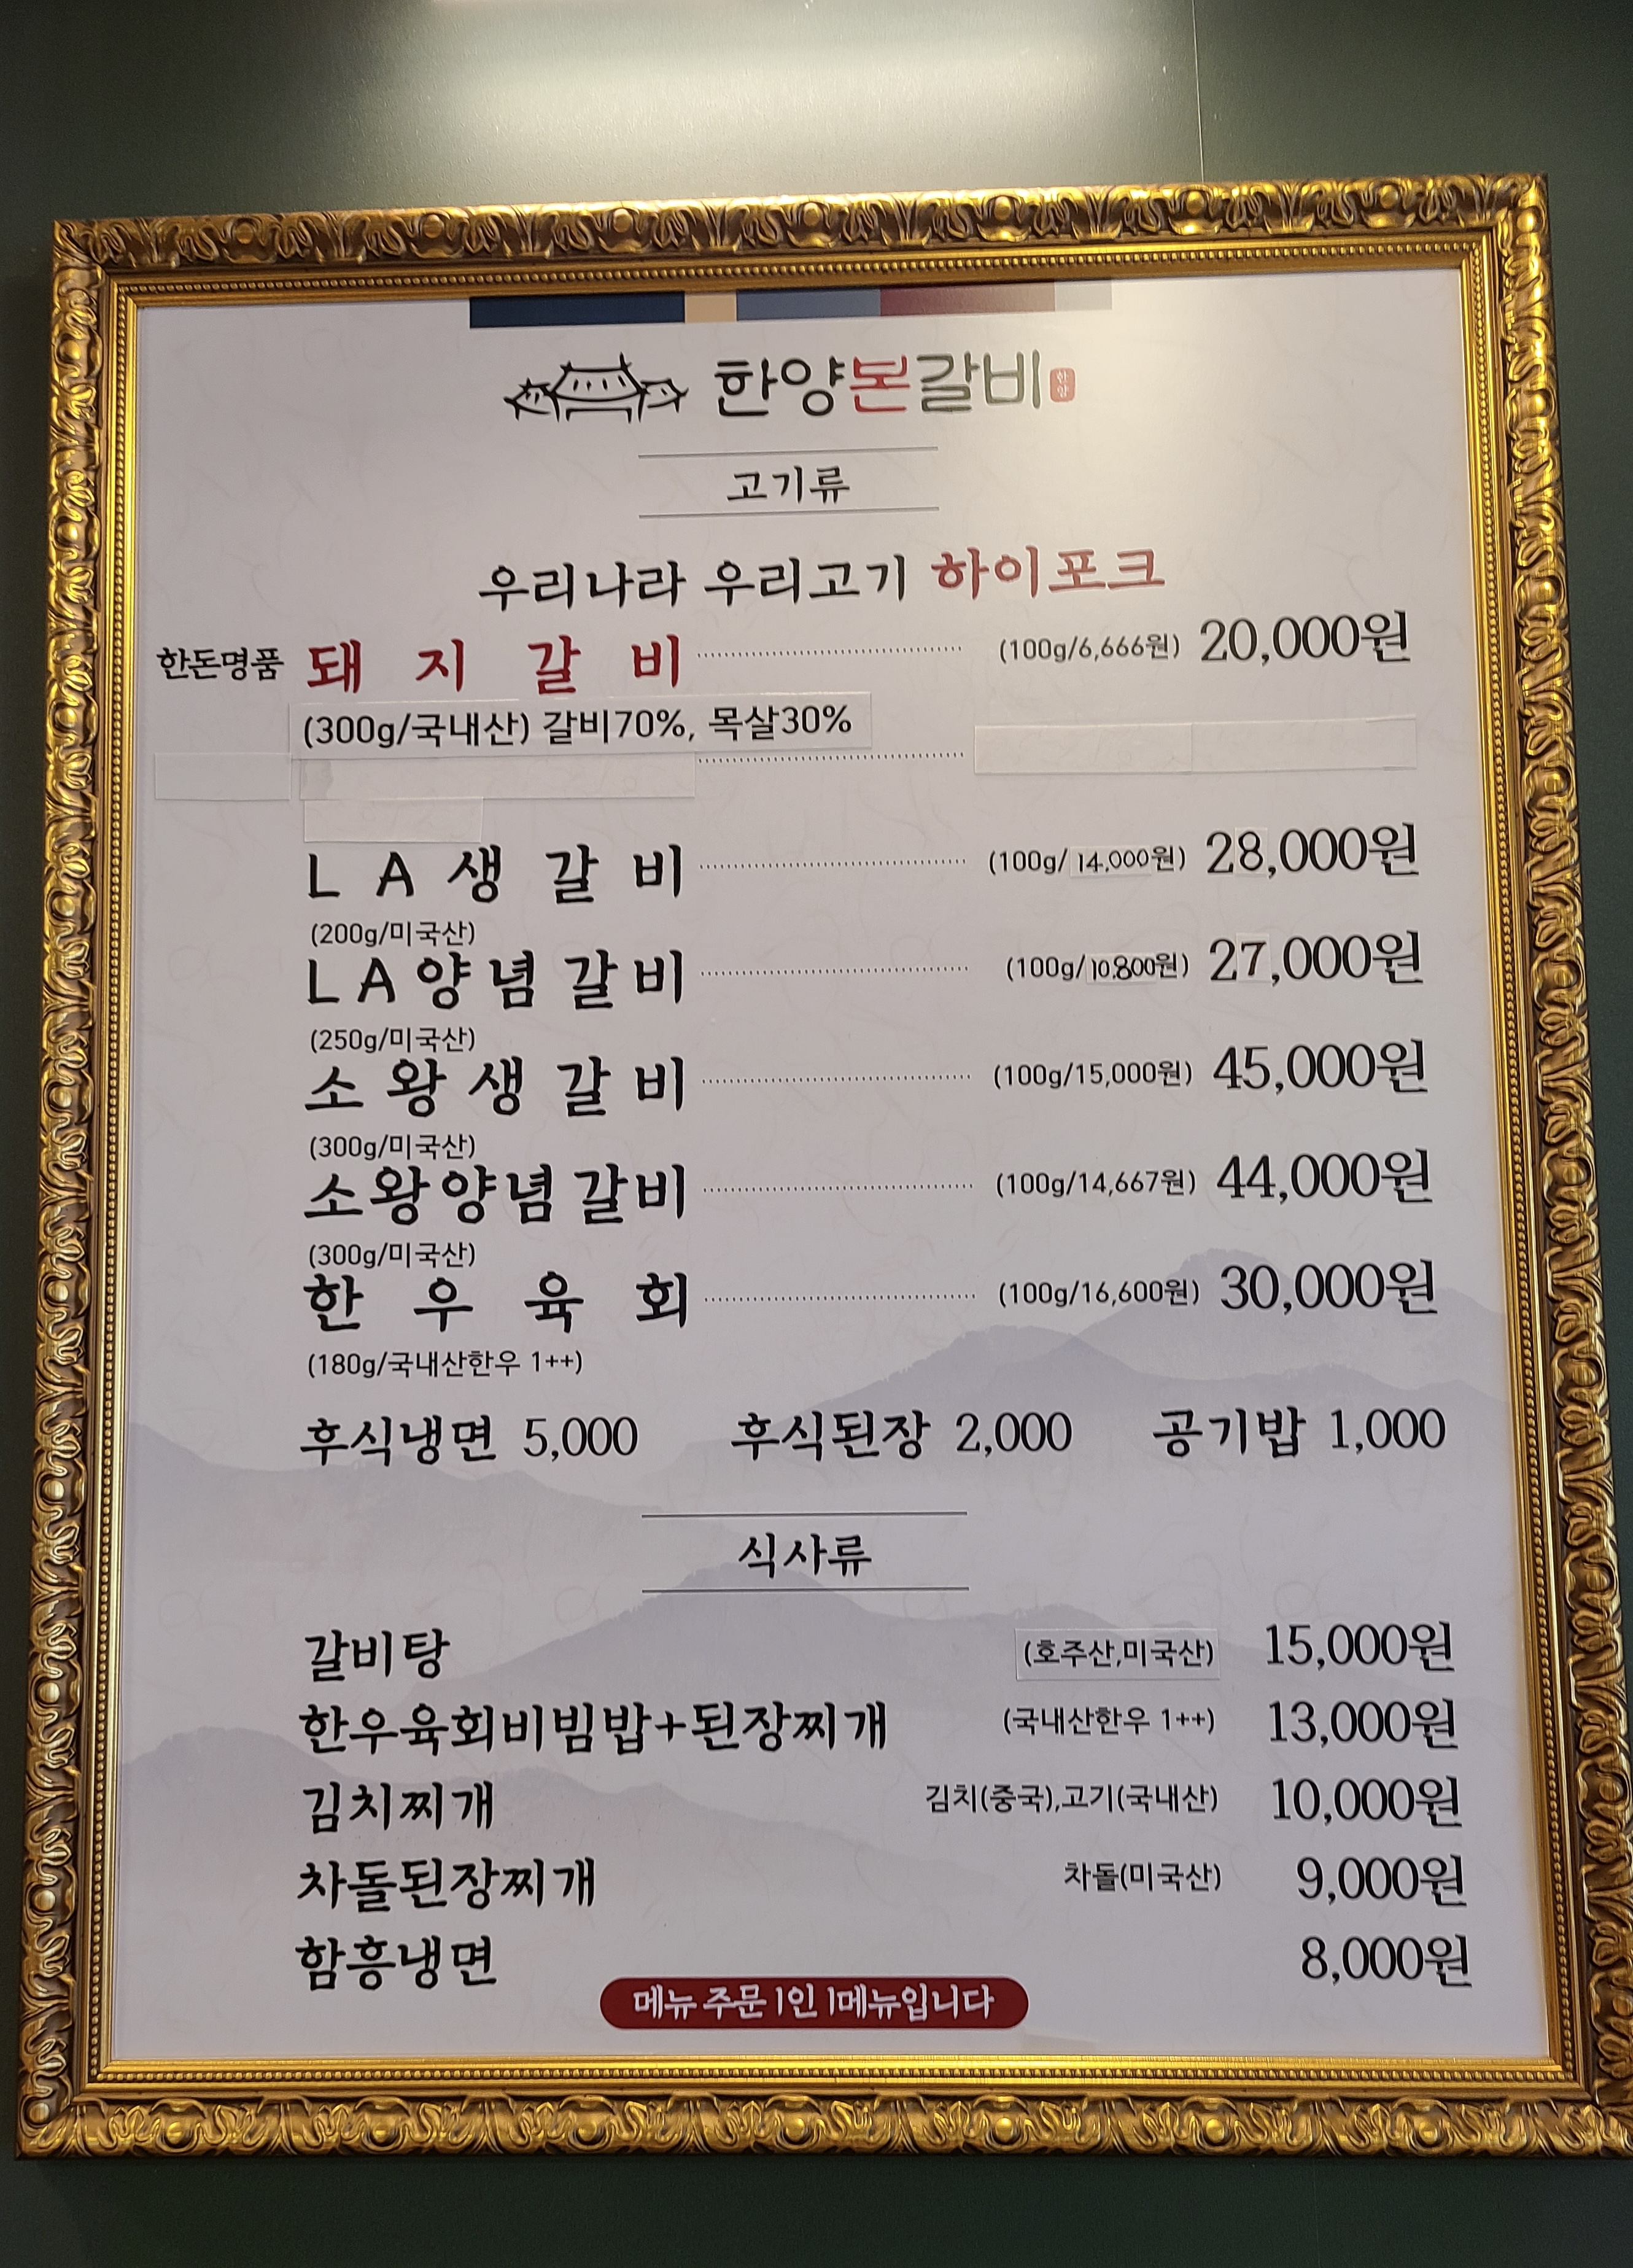 한양본갈비 한양
고기류
우리나라 우리고기 하이포크
한돈명품 돼지갈비 (100g/6,666원) 20,000원
(300g/국내산) 갈비70%, 목살30%
LA생갈비 (100g/14,000원) 28,000원
(200g/미국산)
LA양념갈비 (100g/10.800원) 27,000원
(250g/미국산)
소왕생갈비 (100g/15,000원) 45,000원
(300g/미국산)
소왕양념갈비 (100g/14,667원) 44,000원
(300g/미국산)
한우육회 (100g/16,600원) 30,000원
(180g/국내산한우 1++)
후식냉면 5,000 후식된장 2,000 공기밥 1,000
식사류
갈비탕 (호주산,미국산) 15,000원
한우육회비빔밥+된장찌개 (국내산한우 1++) 13,000원
김치찌개 김치(중국),고기(국내산) 10,000원
차돌된장찌개 차돌(미국산) 9,000원
함흥냉면 8,000원
메뉴 주문 1인 1메뉴입니다